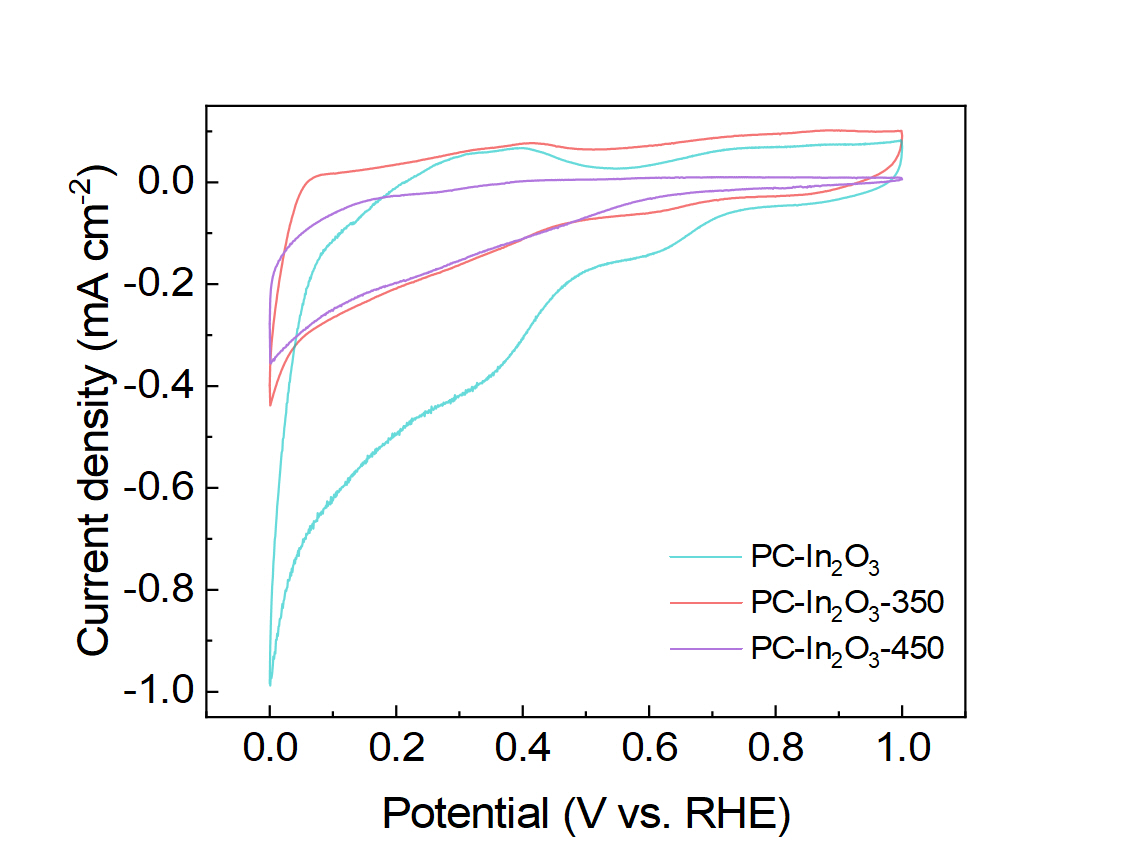 Current density (mA cm⁻²)
0.0
-0.2
-0.4
-0.6
-0.8
-1.0
PC-In₂O₃
PC-In₂O₃-350
PC-In₂O₃-450
0.0 0.2 0.4 0.6 0.8 1.0
Potential (V vs. RHE)